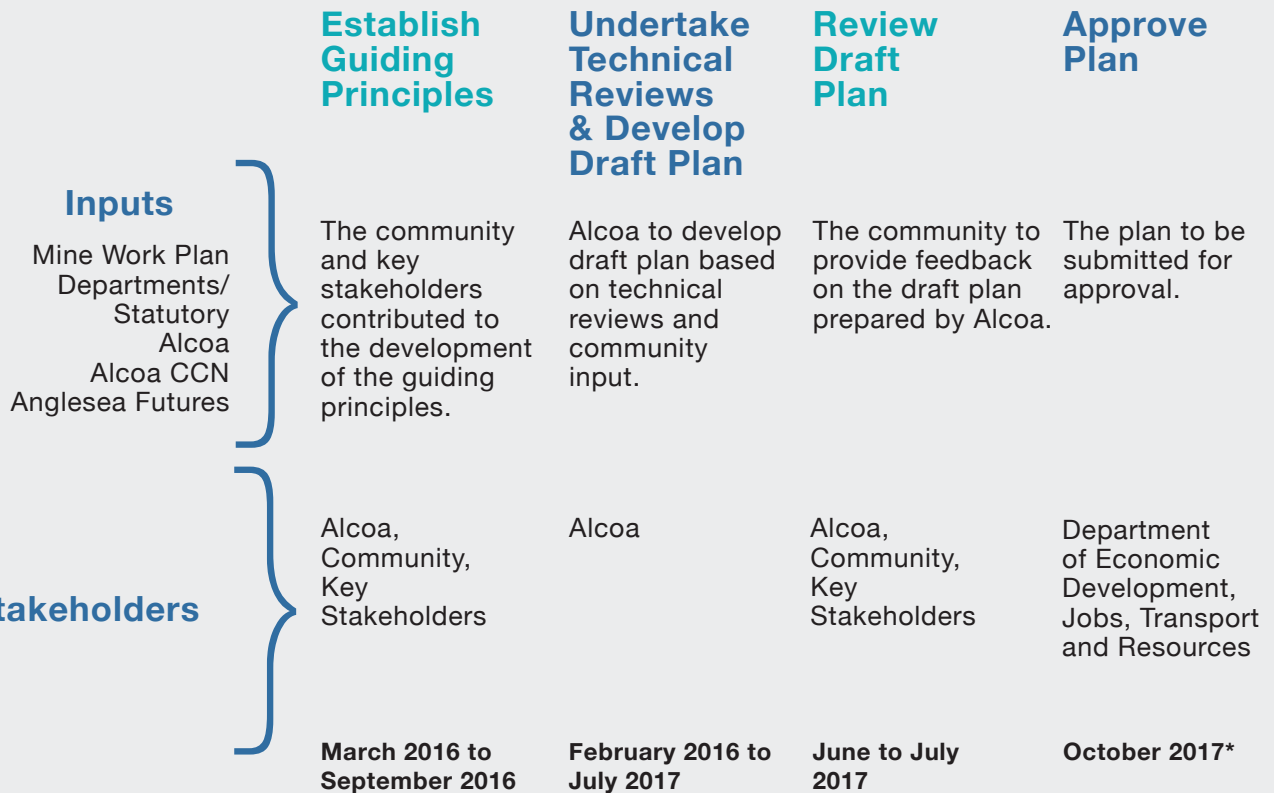 Establish
Guiding
Principles
Undertake
Technical
Reviews
& Develop
Draft Plan
Review
Draft
Plan
Approve
Plan
Inputs
Mine Work Plan
Departments/
Statutory
Alcoa
Alcoa CCN
Anglesea Futures
The community
and key
stakeholders
contributed to
the development
of the guiding
principles.
Alcoa to develop
draft plan based
on technical
reviews and
community
input.
The community to
provide feedback
on the draft plan
prepared by Alcoa.
The plan to be
submitted for
approval.
takeholders
Alcoa,
Community,
Key
Stakeholders
Alcoa
Alcoa,
Community,
Key
Stakeholders
Department
of Economic
Development,
Jobs, Transport
and Resources
March 2016 to
September 2016
February 2016 to
July 2017
June to July
2017
October 2017*